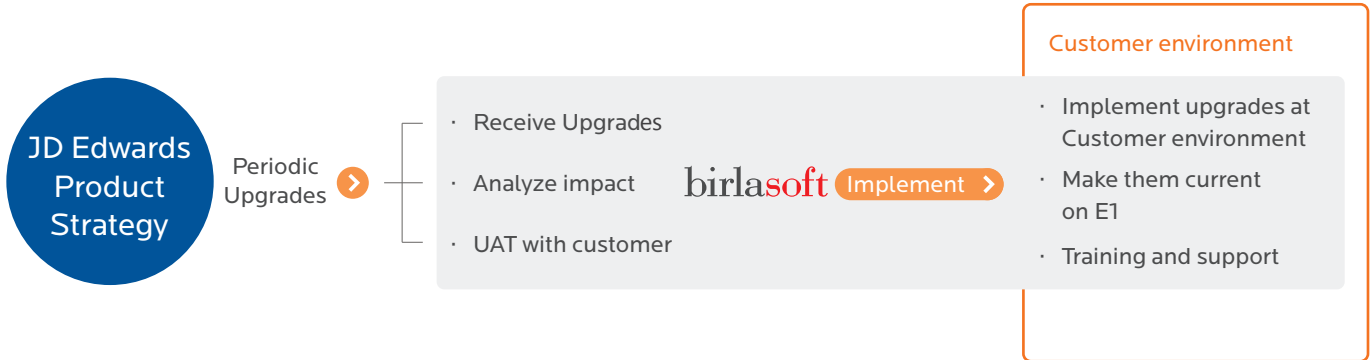 JD Edwards
Product
Strategy
Periodic
Upgrades
· Receive Upgrades
· Analyze impact
· UAT with customer
birlasoft
Implement
Customer environment
· Implement upgrades at
Customer environment
· Make them current
on E1
· Training and support